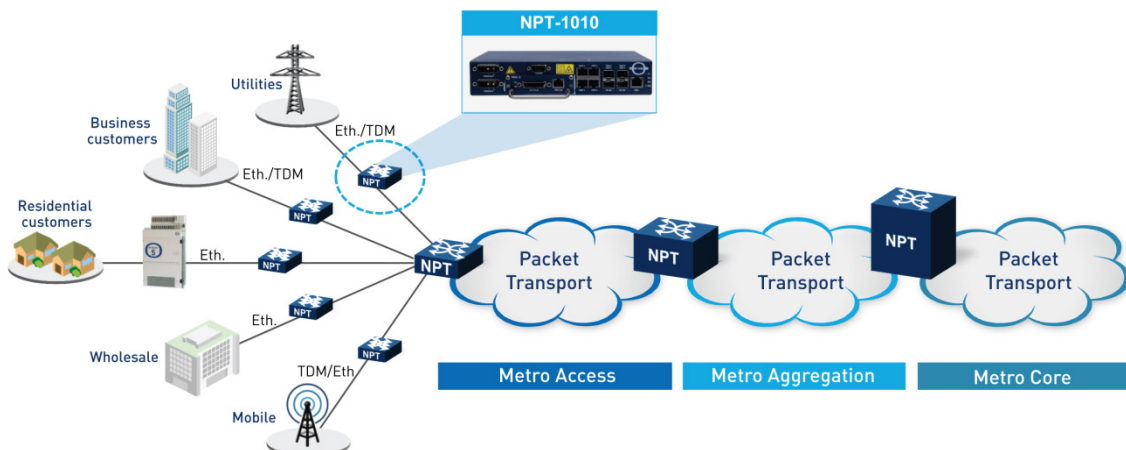 NPT-1010
Utilities
Eth./TDM
NPT
Business
customers
Eth./TDM
NPT
Residential
customers
Eth.
NPT
Wholesale
Eth.
NPT
TDM/Eth.
NPT
Mobile
NPT
Packet
Transport
NPT
Packet
Transport
NPT
Packet
Transport
Metro Access
Metro Aggregation
Metro Core